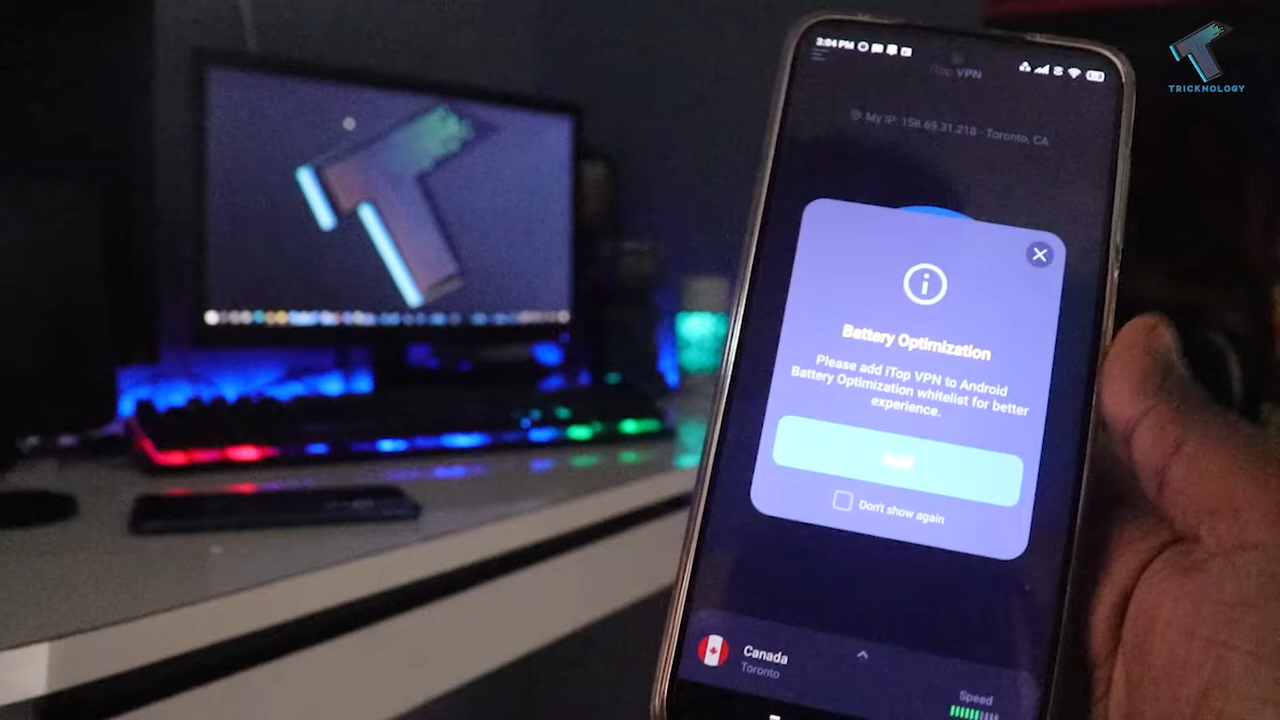 TRICKNOLOGY
3:04 PM
iTop VPN
My IP: 158.69.31.218 - Toronto, CA
Battery Optimization
Please add iTop VPN to Android
Battery Optimization whitelist for better
experience.
Add
Don't show again
Canada
Toronto
Speed